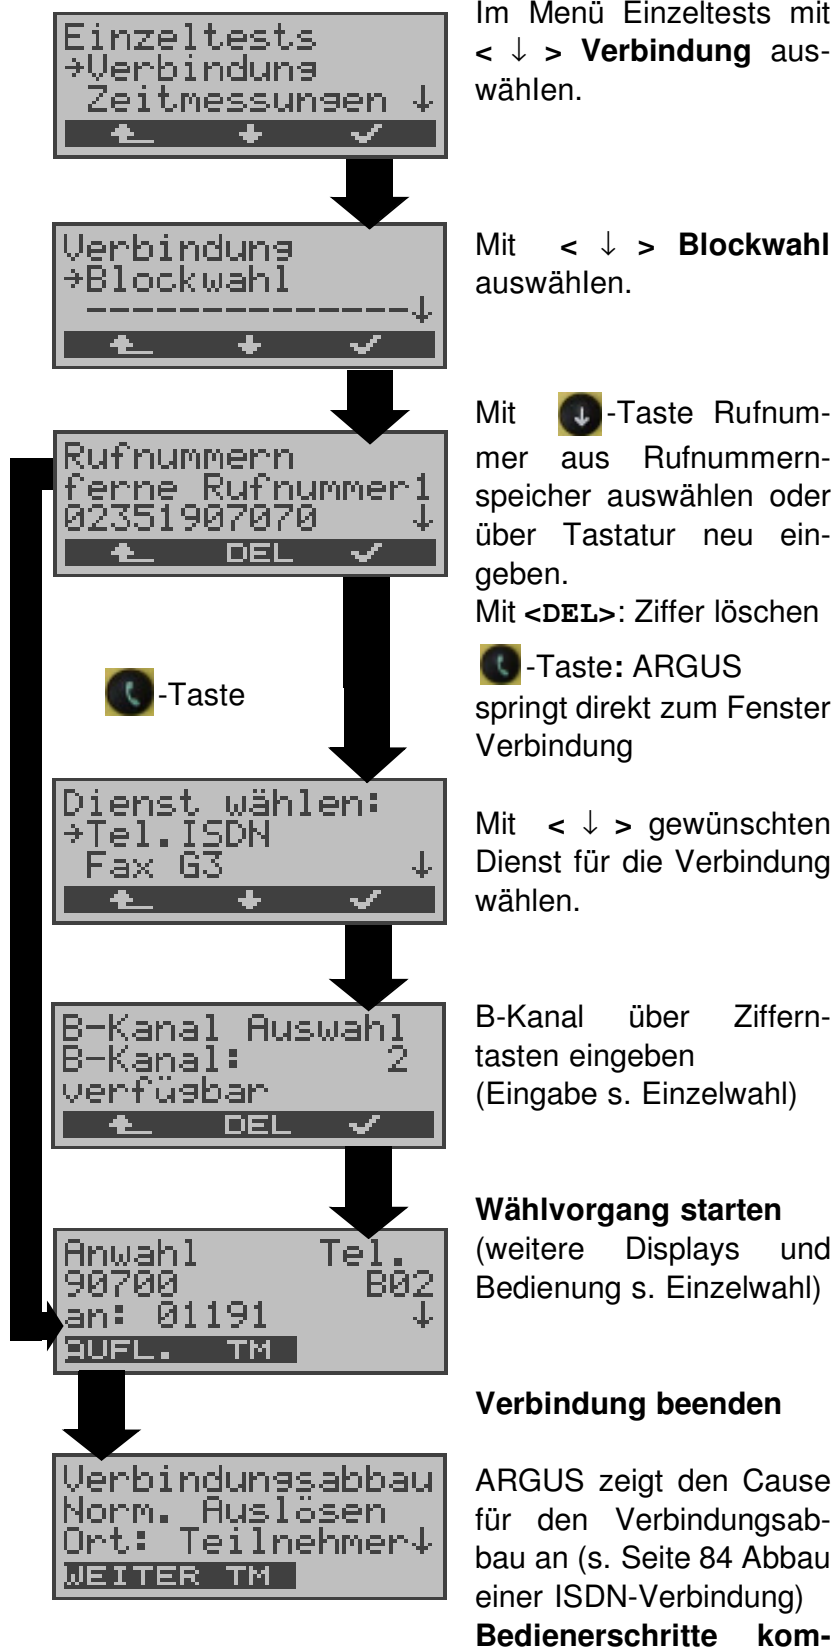 Einzeltests
→Verbindung
Zeitmessungen ↓
Im Menü Einzeltests mit
< ↓ > Verbindung aus-
wählen.
Verbindung
→Blockwahl
---------------↓
Mit < ↓ > Blockwahl
auswählen.
Rufnummern
ferne Rufnummer1
02351907070 ↓
DEL
Mit ↓-Taste Rufnum-
mer aus Rufnummern-
speicher auswählen oder
über Tastatur neu ein-
geben.
Mit <DEL>: Ziffer löschen
-Taste
-Taste: ARGUS
springt direkt zum Fenster
Verbindung
Dienst wählen:
→Tel.ISDN
Fax G3 ↓
Mit < ↓ > gewünschten
Dienst für die Verbindung
wählen.
B-Kanal Auswahl
B-Kanal: 2
verfügbar
DEL
B-Kanal über Ziffern-
tasten eingeben
(Eingabe s. Einzelwahl)
Anwahl Tel.
90700 B02
an: 01191 ↓
AUFL. TM
Wählvorgang starten
(weitere Displays und
Bedienung s. Einzelwahl)
Verbindung beenden
Verbindungsabbau
Norm. Auslösen
Ort: Teilnehmer↓
WEITER TM
ARGUS zeigt den Cause
für den Verbindungsab-
bau an (s. Seite 84 Abbau
einer ISDN-Verbindung)
Bedienerschritte kom-